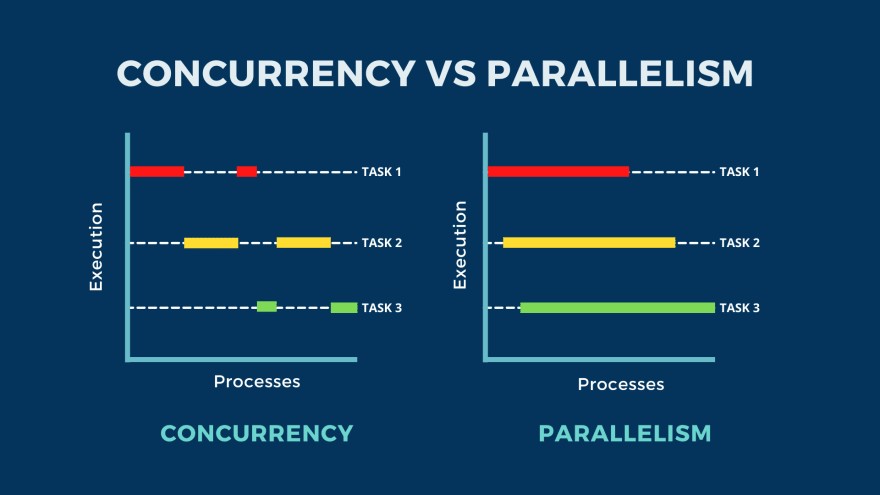 CONCURRENCY VS PARALLELISM
Execution
TASK 1
TASK 2
TASK 3
Processes
CONCURRENCY
Execution
TASK 1
TASK 2
TASK 3
Processes
PARALLELISM